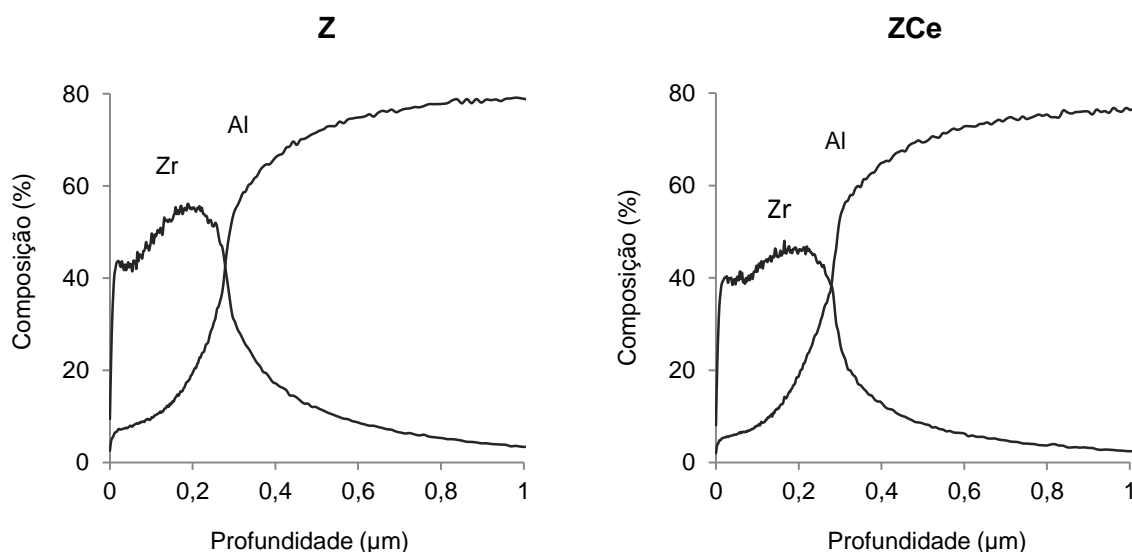 Z
80
60
40
20
0
Composição (%)
Zr
Al
0
0,2
0,4
0,6
0,8
1
Profundidade (µm)
ZCe
80
60
40
20
0
Composição (%)
Zr
Al
0
0,2
0,4
0,6
0,8
1
Profundidade (µm)